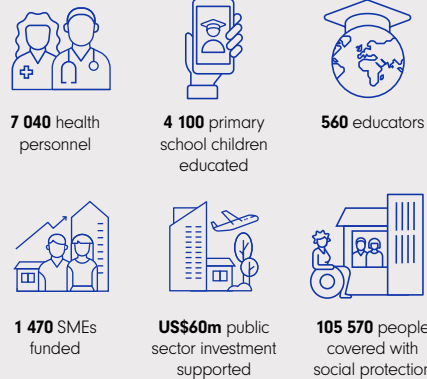 7 040 health
personnel
4 100 primary
school children
educated
560 educators
1 470 SMEs
funded
US$60m public
sector investment
supported
105 570 people
covered with
social protection